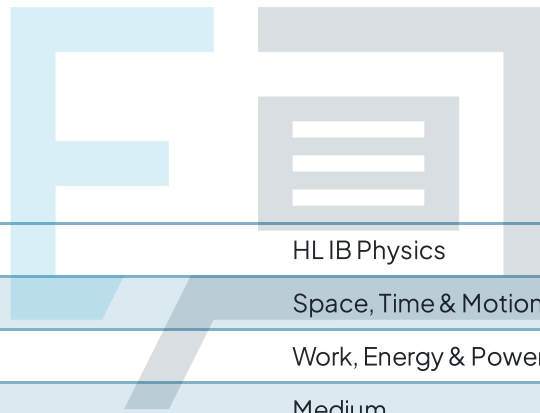 HL IB Physics
Space, Time & Motion
Work, Energy & Power
Medium